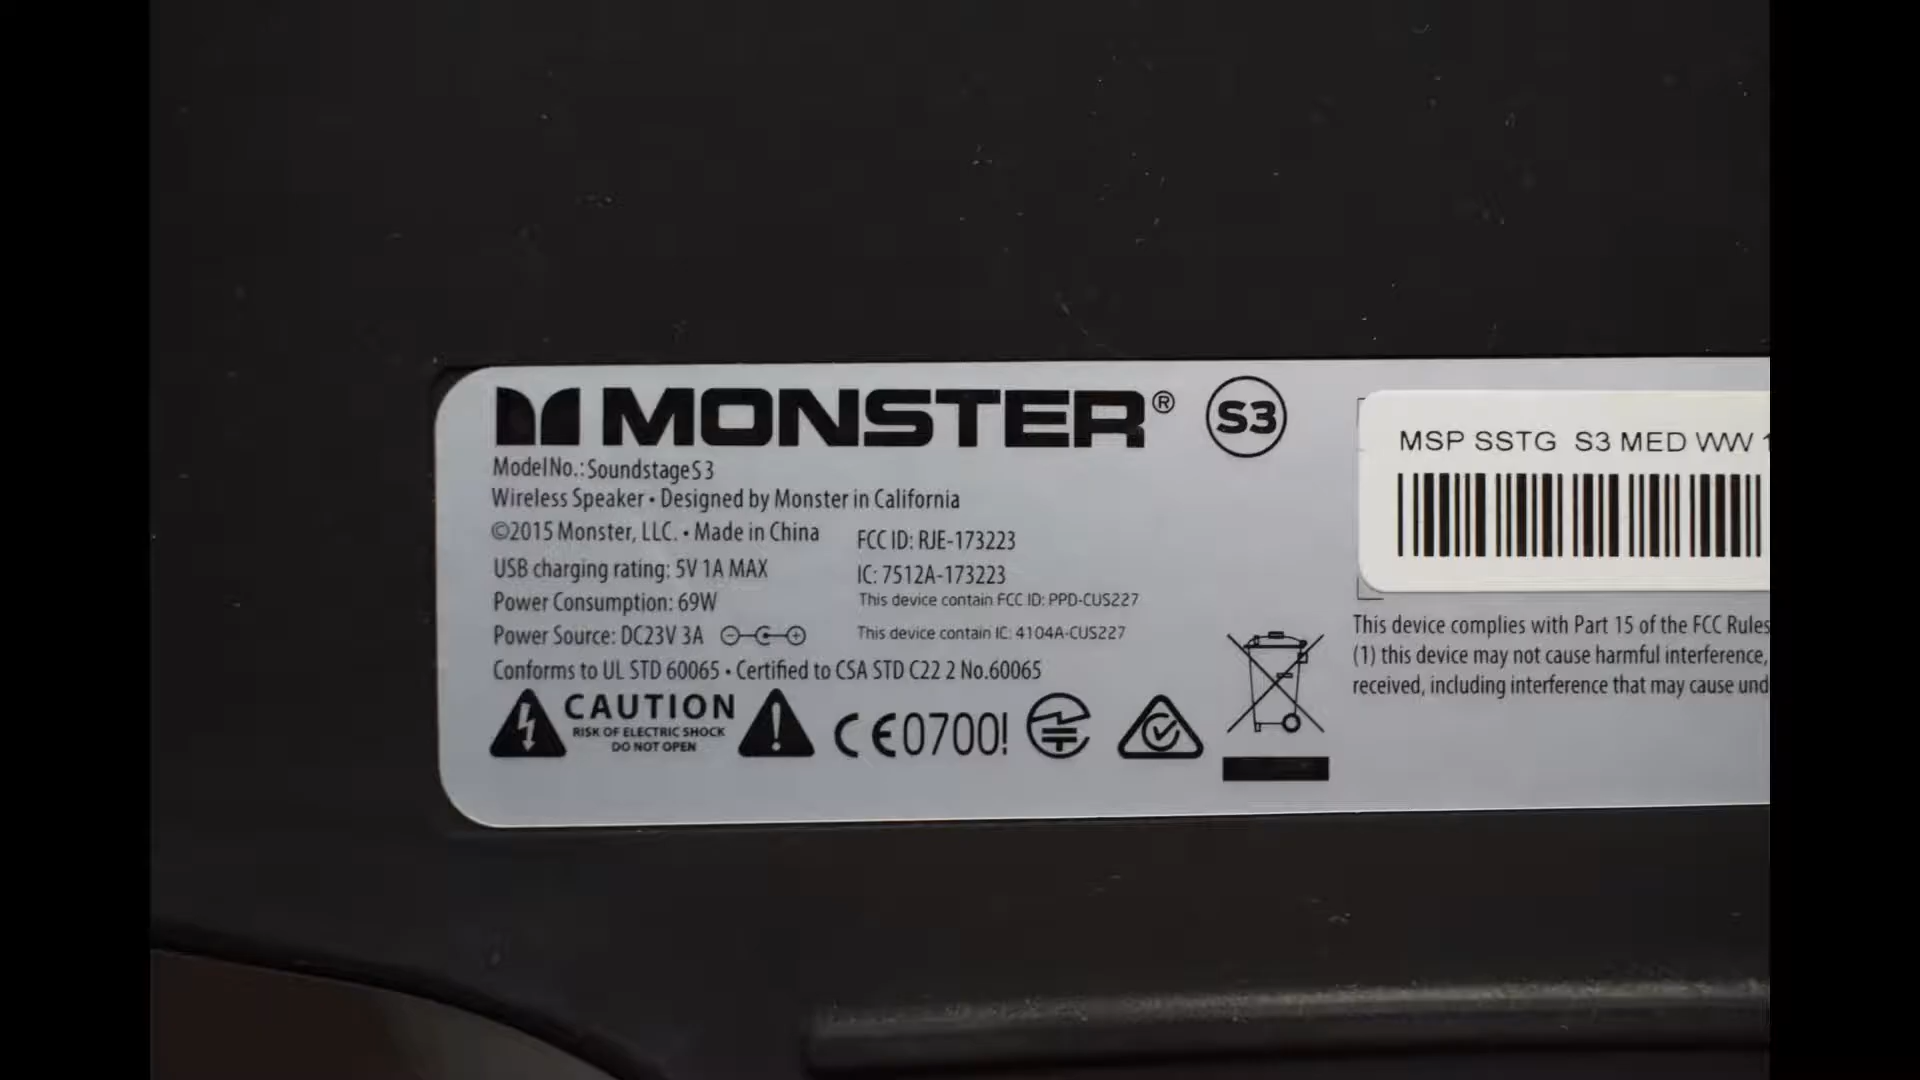 MONSTER® S3
Model No.: SoundstageS3
Wireless Speaker • Designed by Monster in California
©2015 Monster, LLC. • Made in China
USB charging rating: 5V 1A MAX
Power Consumption: 69W
Power Source: DC23V 3A
FCC ID: RJE-173223
IC: 7512A-173223
This device contain FCC ID: PPD-CUS227
This device contain IC: 4104A-CUS227
Conforms to UL STD 60065 • Certified to CSA STD C22 2 No.60065
CAUTION
RISK OF ELECTRIC SHOCK
DO NOT OPEN
CE0700!
MSP SSTG S3 MED WW
This device complies with Part 15 of the FCC Rules
(1) this device may not cause harmful interference,
received, including interference that may cause